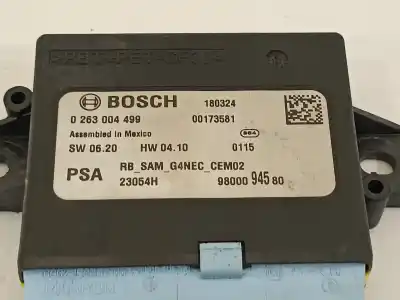 BOSCH 180324
0 263 004 499 00173581
Assembled in Mexico
SW 06.20 HW 04.10 0115
PSA RB_SAM_G4NEC_CEM02
23054H 98000 945 80